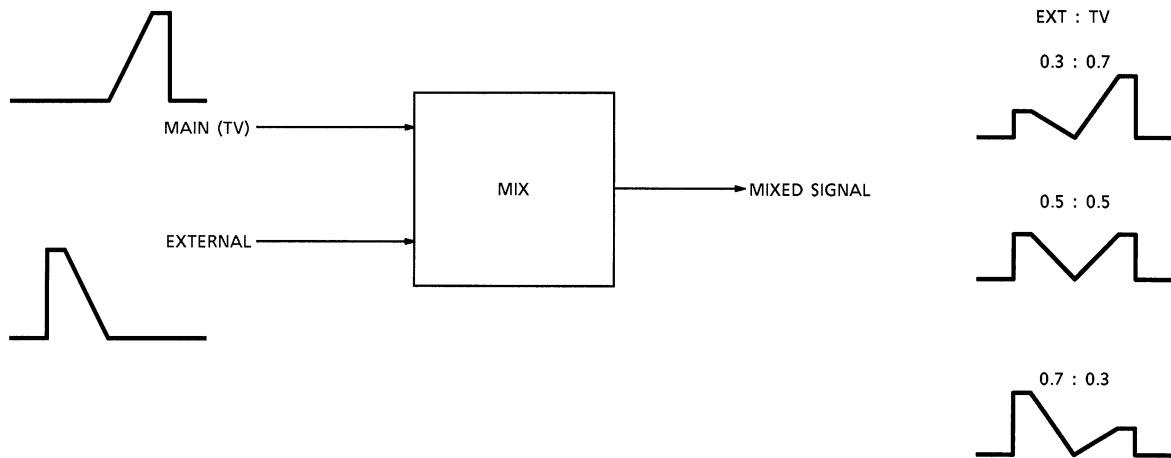 EXT : TV
0.3 : 0.7
MAIN (TV)
MIX
MIXED SIGNAL
0.5 : 0.5
EXTERNAL
0.7 : 0.3